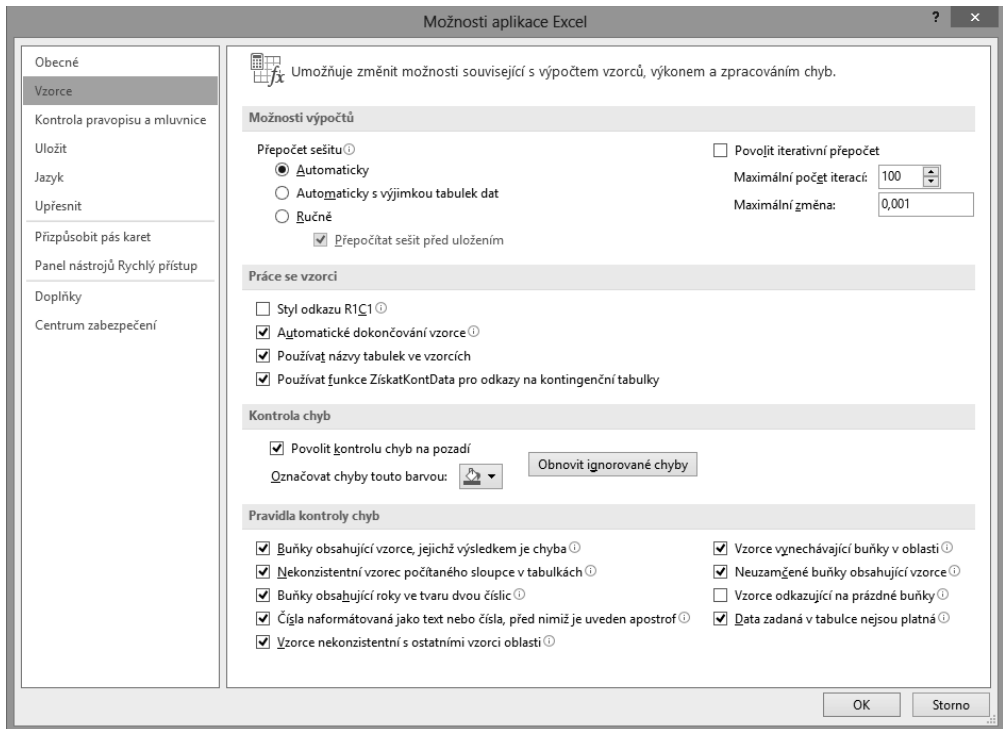 Možnosti aplikace Excel
?
×
Obecné
Vzorce
Kontrola pravopisu a mluvnice
Uložit
Jazyk
Upřesnit
Přizpůsobit pás karet
Panel nástrojů Rychlý přístup
Doplňky
Centrum zabezpečení
fx Umožňuje změnit možnosti související s výpočtem vzorců, výkonem a zpracováním chyb.
Možnosti výpočtů
Přepočet sešitu
Automaticky
Automaticky s výjimkou tabulek dat
Ručně
Přepočítat sešit před uložením
Povolit iterativní přepočet
Maximální počet iterací: 100
Maximální změna: 0,001
Práce se vzorci
Styl odkazu R1C1
Automatické dokončování vzorce
Používat názvy tabulek ve vzorcích
Používat funkce ZískatKontData pro odkazy na kontingenční tabulky
Kontrola chyb
Povolit kontrolu chyb na pozadí
Označovat chyby touto barvou:
Obnovit ignorované chyby
Pravidla kontroly chyb
Buňky obsahující vzorce, jejichž výsledkem je chyba
Nekonzistentní vzorec počítaného sloupce v tabulkách
Buňky obsahující roky ve tvaru dvou číslic
Čísla naformátovaná jako text nebo čísla, před nimiž je uveden apostrof
Vzorce nekonzistentní s ostatními vzorci oblasti
Vzorce vynechávající buňky v oblasti
Neuzamčené buňky obsahující vzorce
Vzorce odkazující na prázdné buňky
Data zadaná v tabulce nejsou platná
OK
Storno